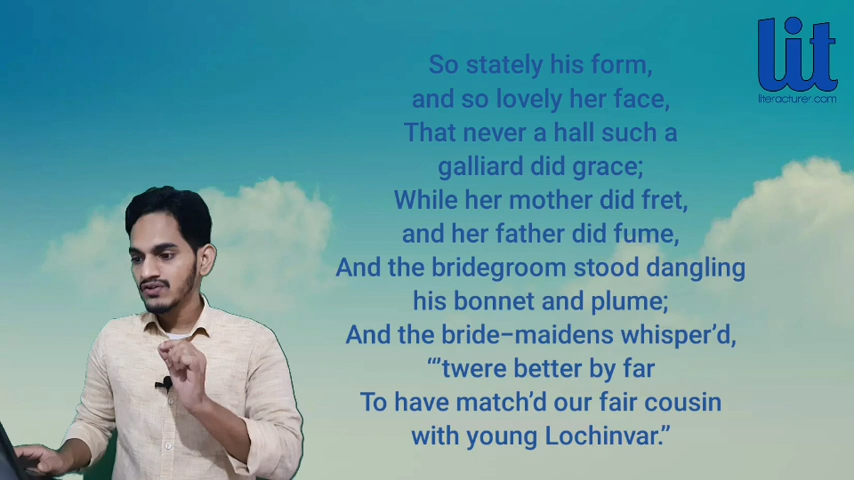 lit
literacturer.com
So stately his form,
and so lovely her face,
That never a hall such a
galliard did grace;
While her mother did fret,
and her father did fume,
And the bridegroom stood dangling
his bonnet and plume;
And the bride-maidens whisper’d,
“’twere better by far
To have match’d our fair cousin
with young Lochinvar.”